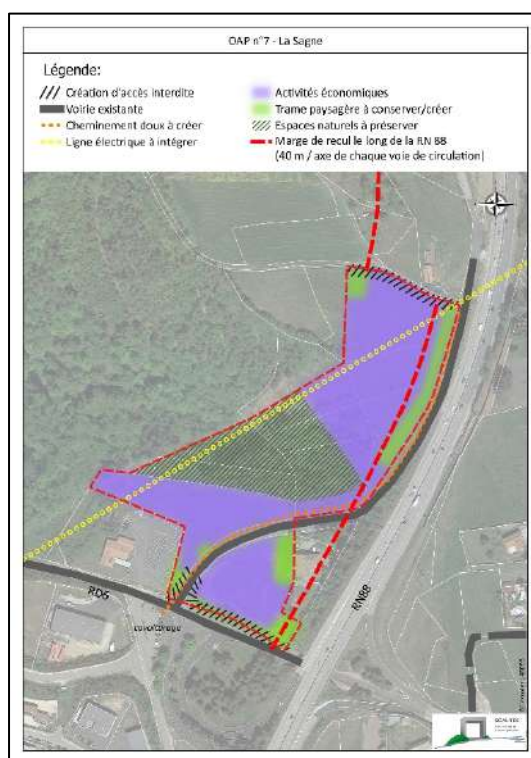 OAP n°7 - La Sagne
Légende:
Création d'accès interdite
Voirie existante
Cheminement doux à créer
Ligne électrique à intégrer
Activités économiques
Trame paysagère à conserver/créer
Espaces naturels à préserver
Marge de recul le long de la RN 88
(40 m / axe de chaque voie de circulation)
RD6
covoiturage
RN88